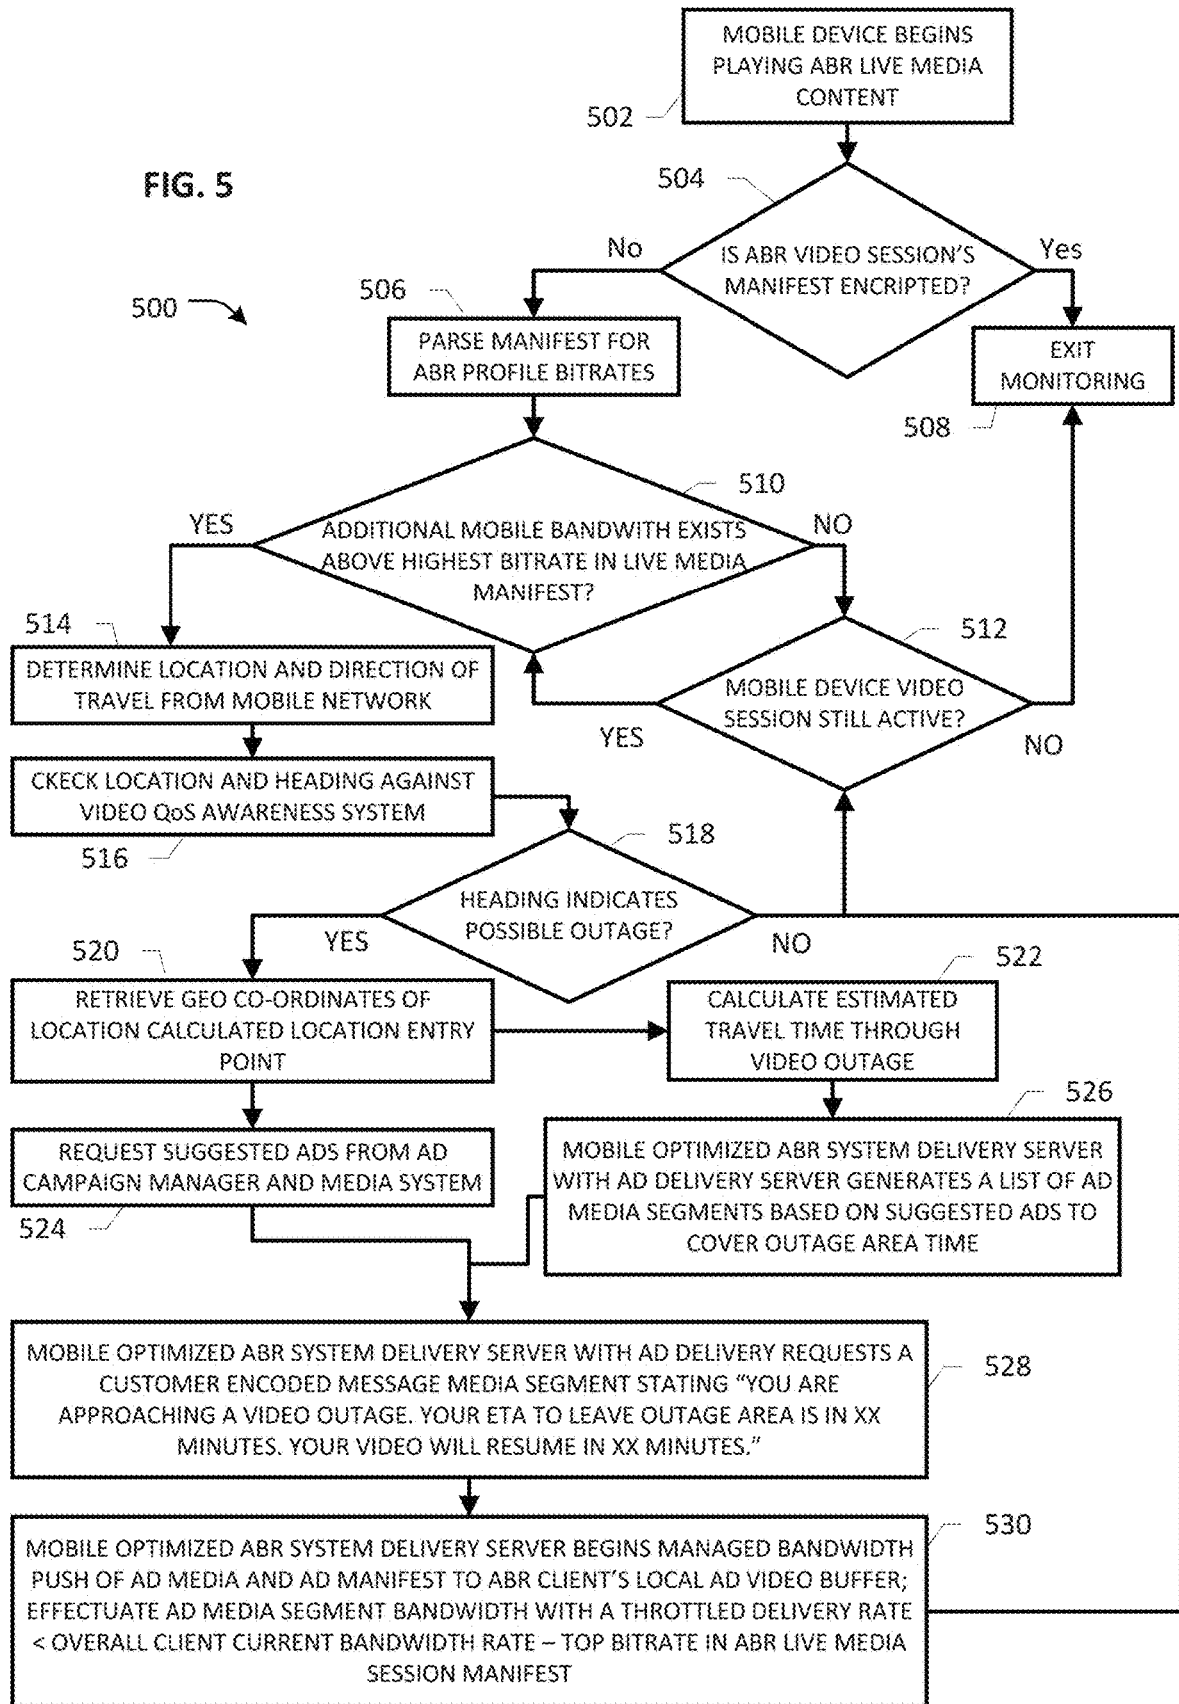 MOBILE DEVICE BEGINS
PLAYING ABR LIVE MEDIA
CONTENT
502
FIG. 5
504
No
IS ABR VIDEO SESSION'S
MANIFEST ENCRIPTED?
Yes
500
506
PARSE MANIFEST FOR
ABR PROFILE BITRATES
EXIT
MONITORING
508
510
YES
ADDITIONAL MOBILE BANDWITH EXISTS
ABOVE HIGHEST BITRATE IN LIVE MEDIA
MANIFEST?
NO
514
DETERMINE LOCATION AND DIRECTION OF
TRAVEL FROM MOBILE NETWORK
512
MOBILE DEVICE VIDEO
SESSION STILL ACTIVE?
YES
NO
CKECK LOCATION AND HEADING AGAINST
VIDEO QoS AWARENESS SYSTEM
516
518
HEADING INDICATES
POSSIBLE OUTAGE?
YES
NO
520
RETRIEVE GEO CO-ORDINATES OF
LOCATION CALCULATED LOCATION ENTRY
POINT
522
CALCULATE ESTIMATED
TRAVEL TIME THROUGH
VIDEO OUTAGE
526
REQUEST SUGGESTED ADS FROM AD
CAMPAIGN MANAGER AND MEDIA SYSTEM
524
MOBILE OPTIMIZED ABR SYSTEM DELIVERY SERVER
WITH AD DELIVERY SERVER GENERATES A LIST OF AD
MEDIA SEGMENTS BASED ON SUGGESTED ADS TO
COVER OUTAGE AREA TIME
MOBILE OPTIMIZED ABR SYSTEM DELIVERY SERVER WITH AD DELIVERY REQUESTS A
CUSTOMER ENCODED MESSAGE MEDIA SEGMENT STATING “YOU ARE
APPROACHING A VIDEO OUTAGE. YOUR ETA TO LEAVE OUTAGE AREA IS IN XX
MINUTES. YOUR VIDEO WILL RESUME IN XX MINUTES.”
528
MOBILE OPTIMIZED ABR SYSTEM DELIVERY SERVER BEGINS MANAGED BANDWIDTH
PUSH OF AD MEDIA AND AD MANIFEST TO ABR CLIENT'S LOCAL AD VIDEO BUFFER;
EFFECTUATE AD MEDIA SEGMENT BANDWIDTH WITH A THROTTLED DELIVERY RATE
< OVERALL CLIENT CURRENT BANDWIDTH RATE – TOP BITRATE IN ABR LIVE MEDIA
SESSION MANIFEST
530